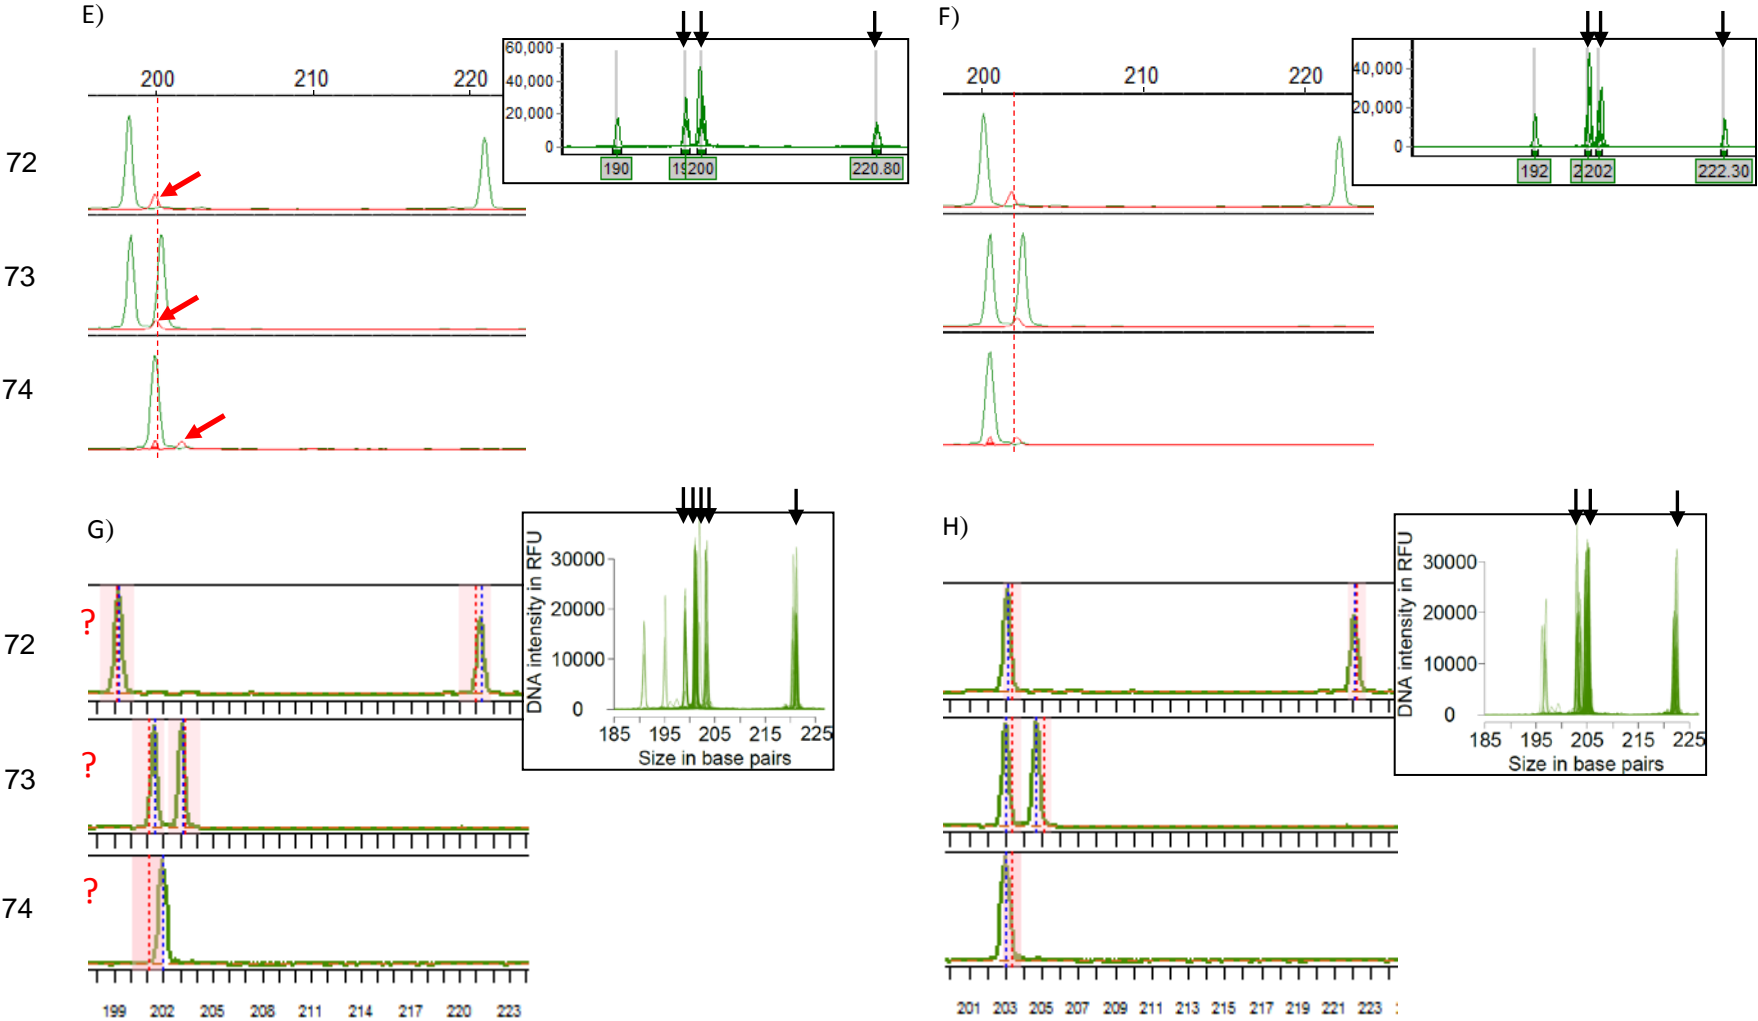 E)
200 210 220
60,000
40,000
20,000
0
190 19 200 220.80
72
73
74
F)
200 210 220
40,000
20,000
0
192 2 202 222.30
G)
?
72
?
73
?
74
199 202 205 208 211 214 217 220 223
DNA intensity in RFU
30000
20000
10000
0
185 195 205 215 225
Size in base pairs
H)
201 203 205 207 209 211 213 215 217 219 221 223
DNA intensity in RFU
30000
20000
10000
0
185 195 205 215 225
Size in base pairs